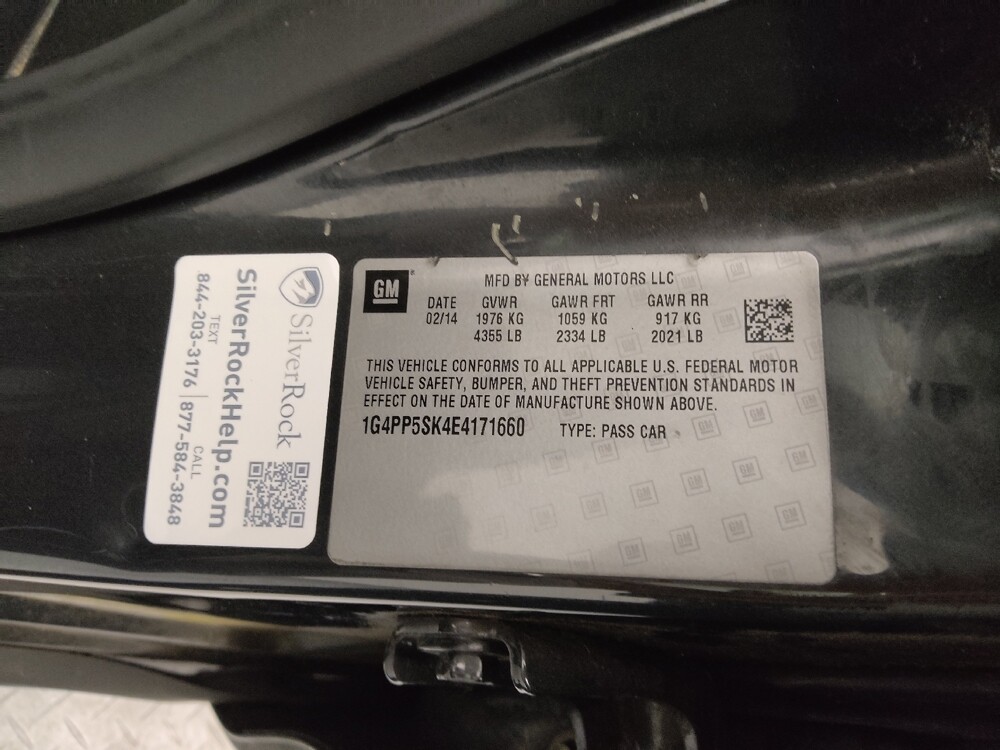 SilverRock
SilverRockHelp.com
TEXT
844-203-3176
CALL
877-584-3848
GM
MFD BY GENERAL MOTORS LLC
DATE GVWR GAWR FRT GAWR RR
02/14 1976 KG 1059 KG 917 KG
4355 LB 2334 LB 2021 LB
THIS VEHICLE CONFORMS TO ALL APPLICABLE U.S. FEDERAL MOTOR
VEHICLE SAFETY, BUMPER, AND THEFT PREVENTION STANDARDS IN
EFFECT ON THE DATE OF MANUFACTURE SHOWN ABOVE.
1G4PP5SK4E4171660 TYPE: PASS CAR